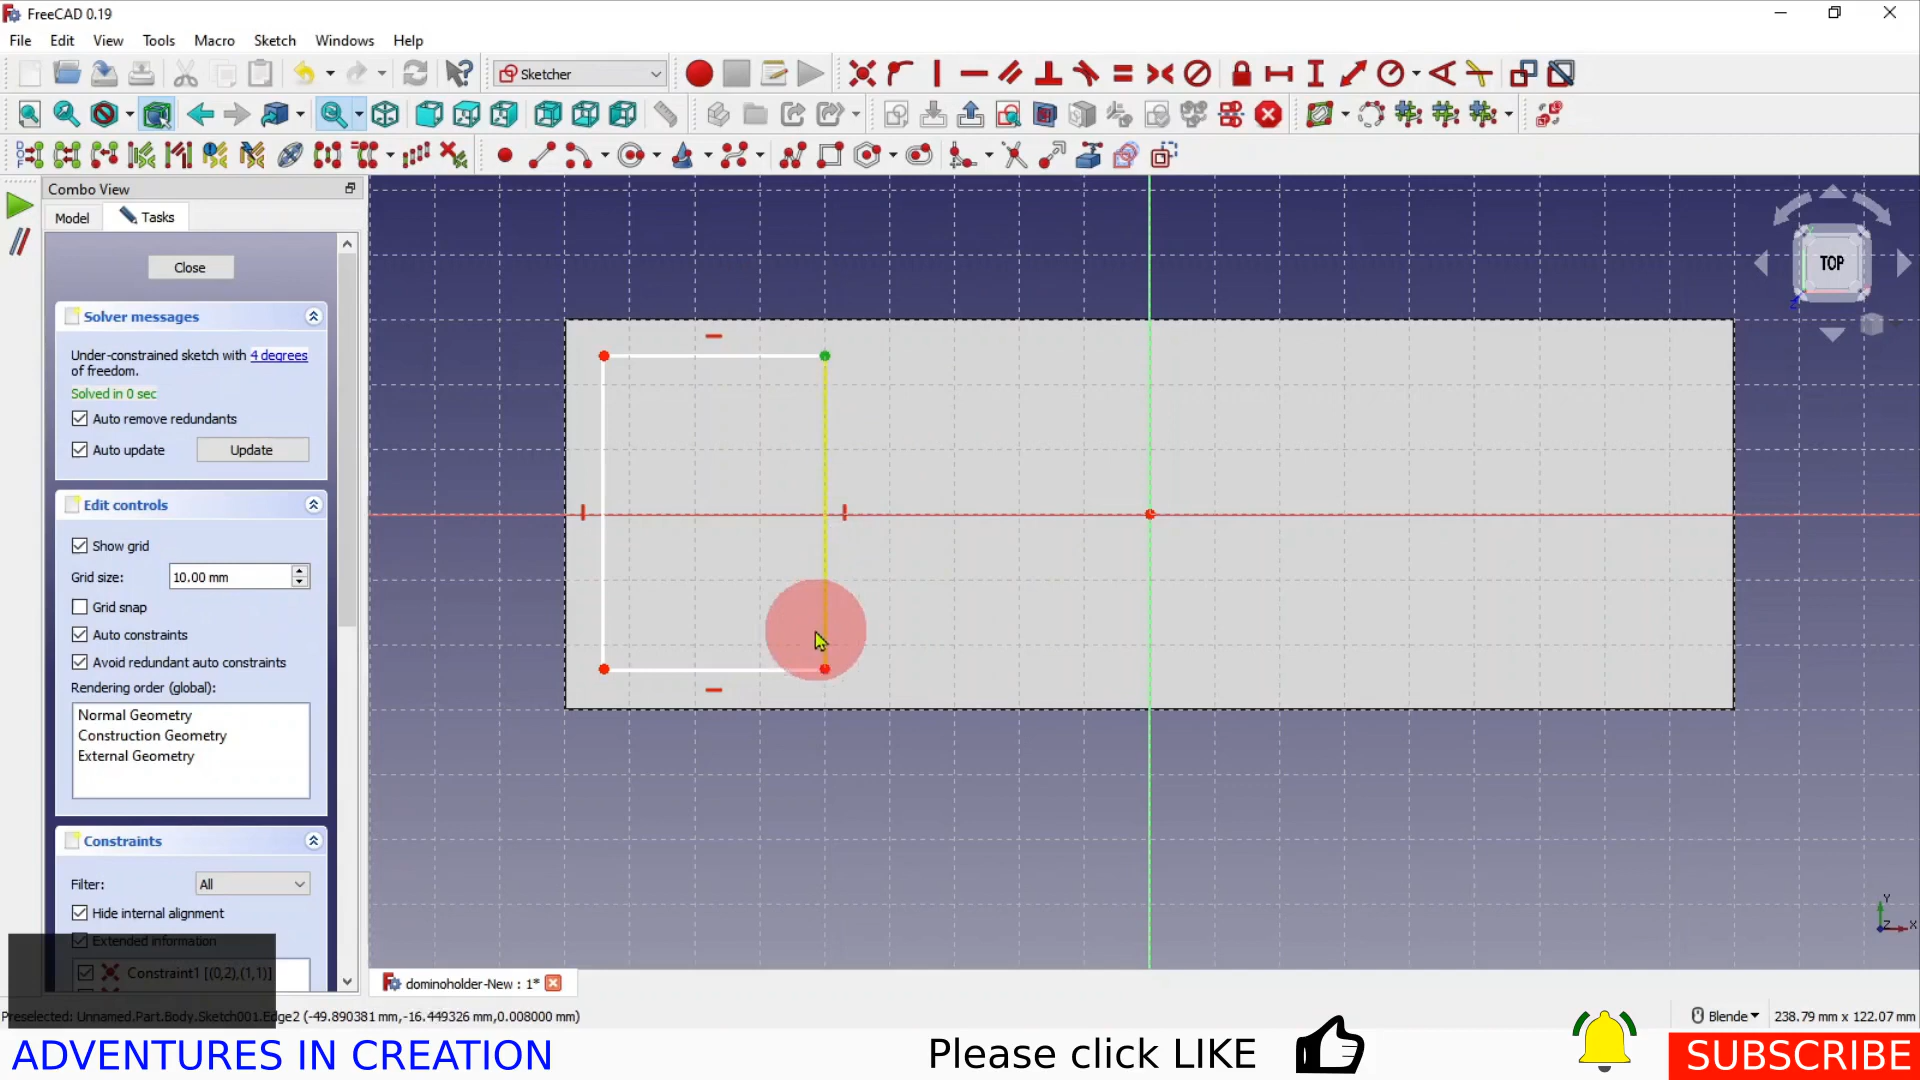 FreeCAD 0.19
File Edit View Tools Macro Sketch Windows Help
Sketcher
Combo View
Model Tasks
Close
Solver messages
Under-constrained sketch with 4 degrees
of freedom.
Solved in 0 sec
Auto remove redundants
Auto update Update
Edit controls
Show grid
Grid size: 10.00 mm
Grid snap
Auto constraints
Avoid redundant auto constraints
Rendering order (global):
Normal Geometry
Construction Geometry
External Geometry
Constraints
Filter: All
Hide internal alignment
Extended information
Constraint1 [(0,2),(1,1)]
TOP
Y
Z X
dominoholder-New : 1*
Preselected: Unnamed.Part.Body.Sketch001.Edge2 (-49.890381 mm,-16.449326 mm,0.008000 mm)
Blende 238.79 mm x 122.07 mm
ADVENTURES IN CREATION Please click LIKE SUBSCRIBE